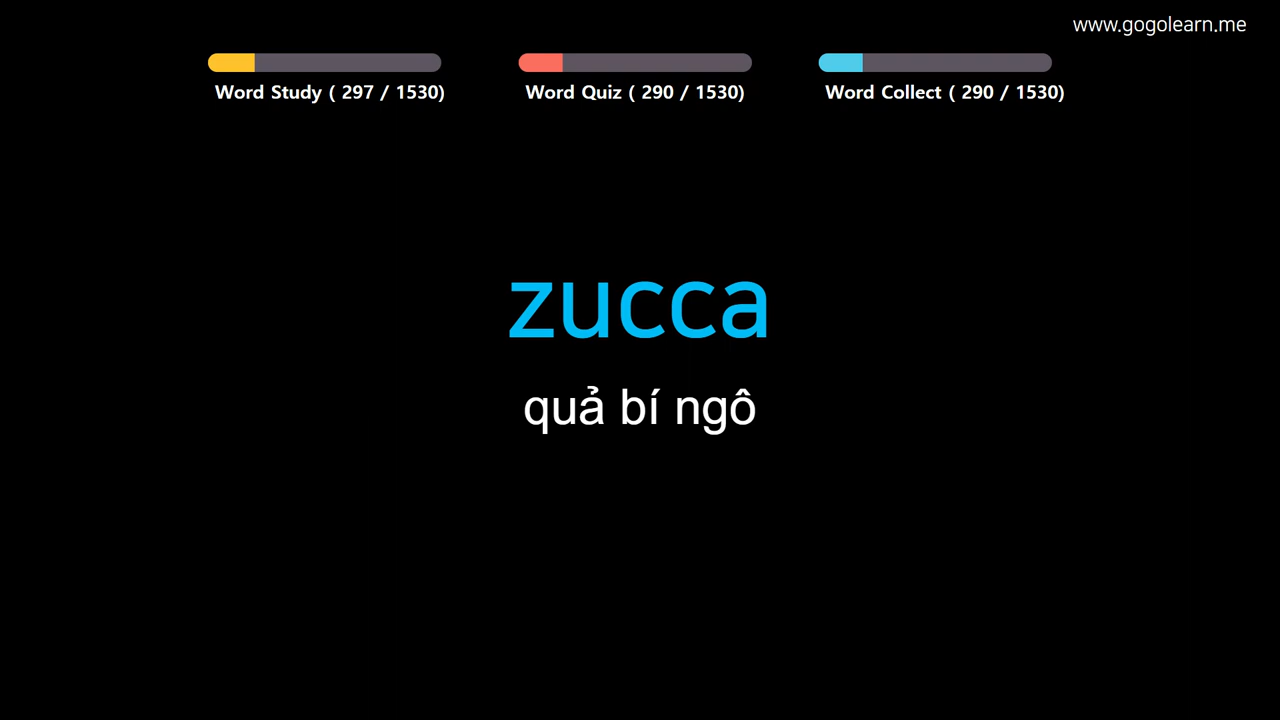 www.gogolearn.me
Word Study ( 297 / 1530)
Word Quiz ( 290 / 1530)
Word Collect ( 290 / 1530)
zucca
quả bí ngô